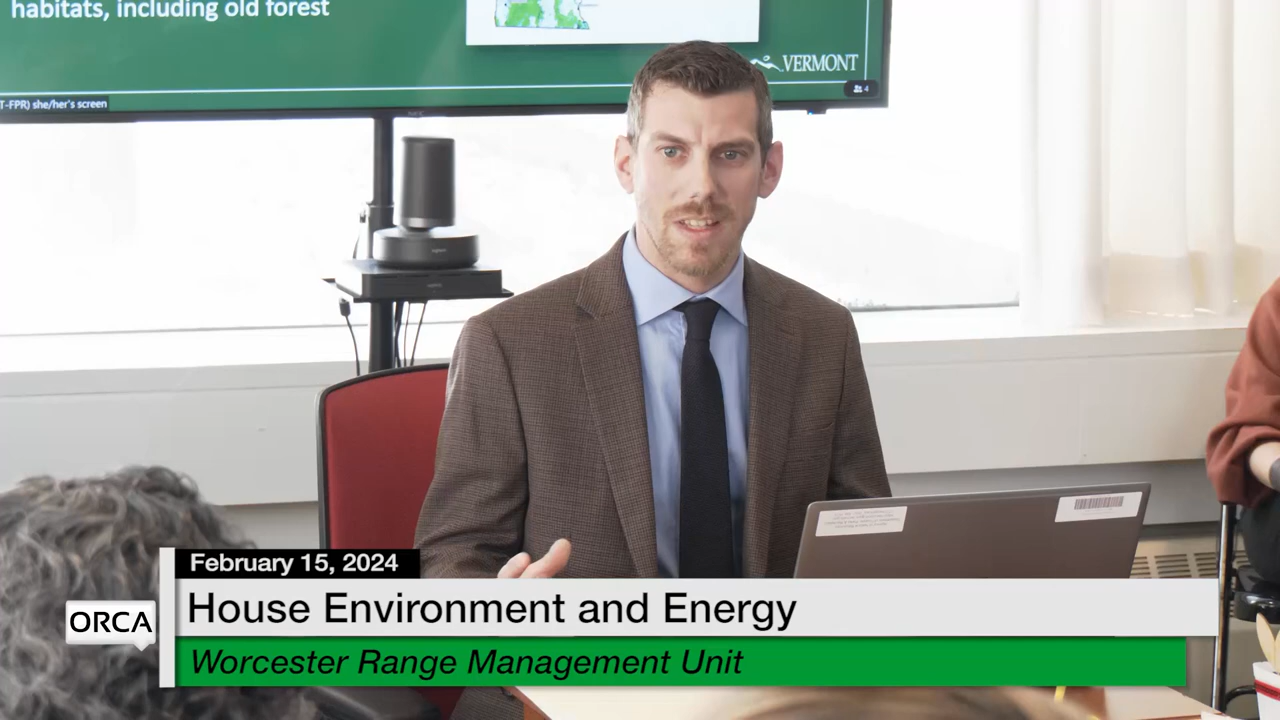 habitats, including old forest
VERMONT
T-FPR) she/her's screen
4
February 15, 2024
House Environment and Energy
ORCA
Worcester Range Management Unit